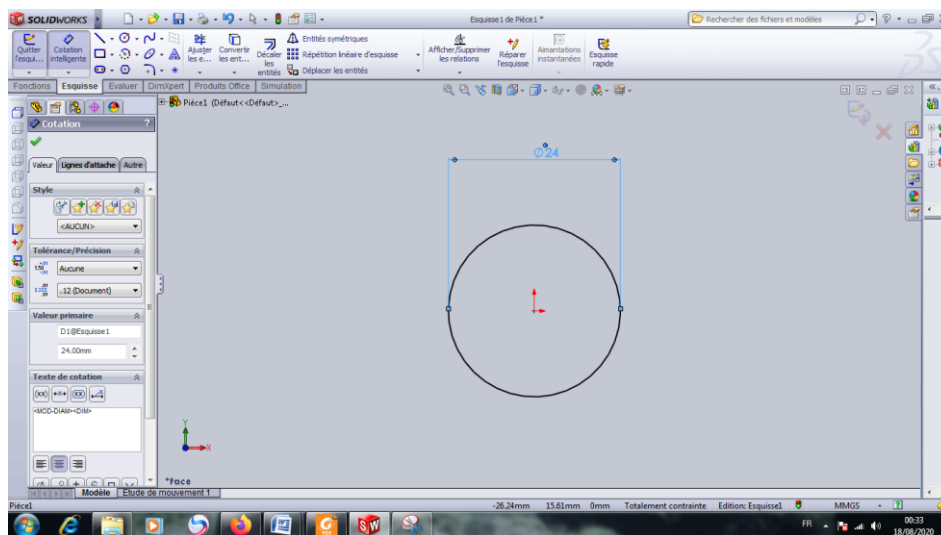 SOLIDWORKS
Esquisse1 de Pièce1 *
Rechercher des fichiers et modèles
Quitter l'esqui...
Cotation intelligente
Ajuster les e...
Convertir les ent...
Décaler les entités
Entités symétriques
Répétition linéaire d'esquisse
Déplacer les entités
Afficher/Supprimer les relations
Réparer l'esquisse
Aimantations instantanées
Esquisse rapide
Fonctions Esquisse Evaluer DimXpert Produits Office Simulation
Pièce1 (Défaut<<Défaut>_...
Cotation ?
Valeur Lignes d'attache Autre
Style
<AUCUN>
Tolérance/Précision
Aucune
.12 (Document)
Valeur primaire
D1@Esquisse1
24.00mm
Texte de cotation
(xx) (xx)
<MOD-DIAM><DIM>
Ø24
Y
X
*Face
Modèle Etude de mouvement 1
Pièce1 -26.24mm 15.61mm 0mm Totalement contrainte Edition: Esquisse1 MMGS
FR 00:33
18/08/2020